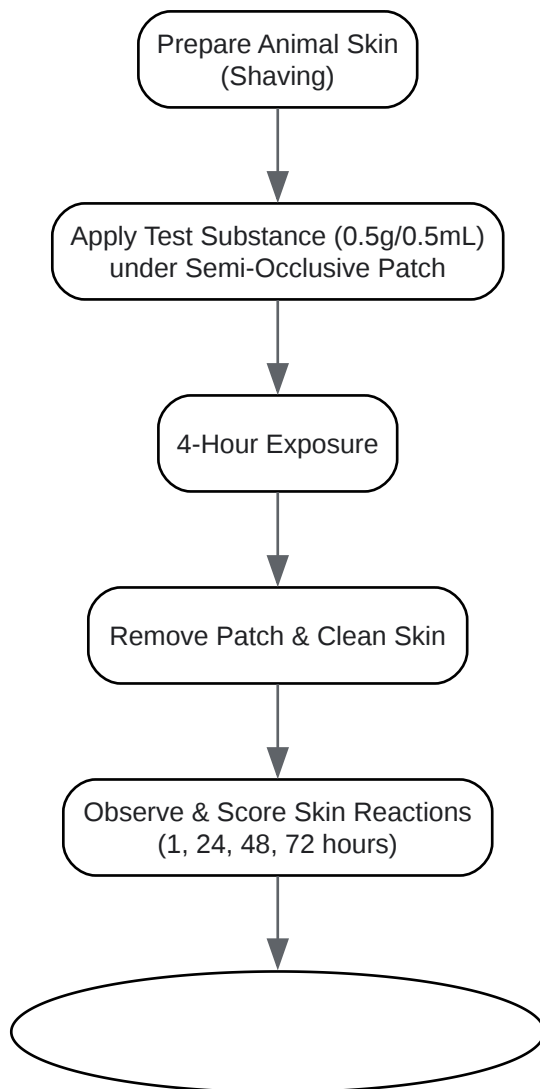 Prepare Animal Skin
(Shaving)
Apply Test Substance (0.5g/0.5mL)
under Semi-Occlusive Patch
4-Hour Exposure
Remove Patch & Clean Skin
Observe & Score Skin Reactions
(1, 24, 48, 72 hours)